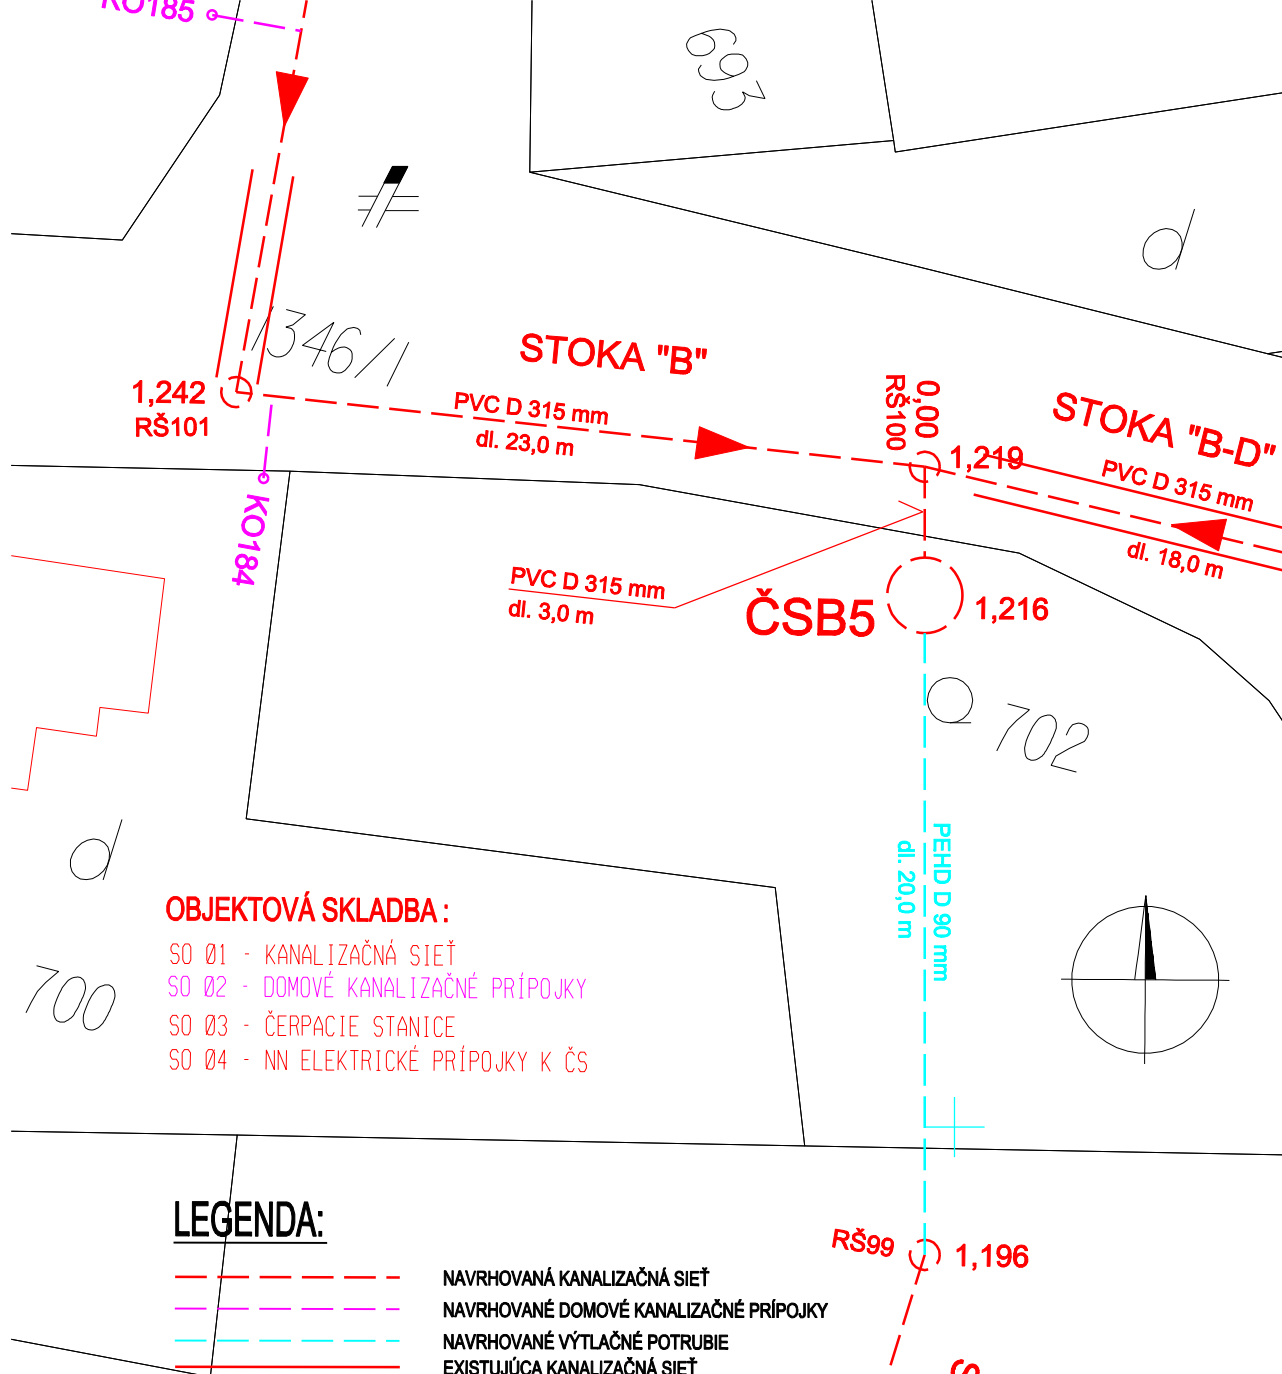 KO185
693
d
1346/1
STOKA "B"
1,242
RŠ101
PVC D 315 mm
dl. 23,0 m
RŠ100
0,00
1,219
STOKA "B-D"
PVC D 315 mm
dl. 18,0 m
KO184
PVC D 315 mm
dl. 3,0 m
ČSB5
1,216
702
PEHD D 90 mm
dl. 20,0 m
d
700
OBJEKTOVÁ SKLADBA :
SO Ø1 - KANALIZAČNÁ SIEŤ
SO Ø2 - DOMOVÉ KANALIZAČNÉ PRÍPOJKY
SO Ø3 - ČERPACIE STANICE
SO Ø4 - NN ELEKTRICKÉ PRÍPOJKY K ČS
RŠ99
1,196
LEGENDA:
NAVRHOVANÁ KANALIZAČNÁ SIEŤ
NAVRHOVANÉ DOMOVÉ KANALIZAČNÉ PRÍPOJKY
NAVRHOVANÉ VÝTLAČNÉ POTRUBIE
EXISTUJÚCA KANALIZAČNÁ SIEŤ